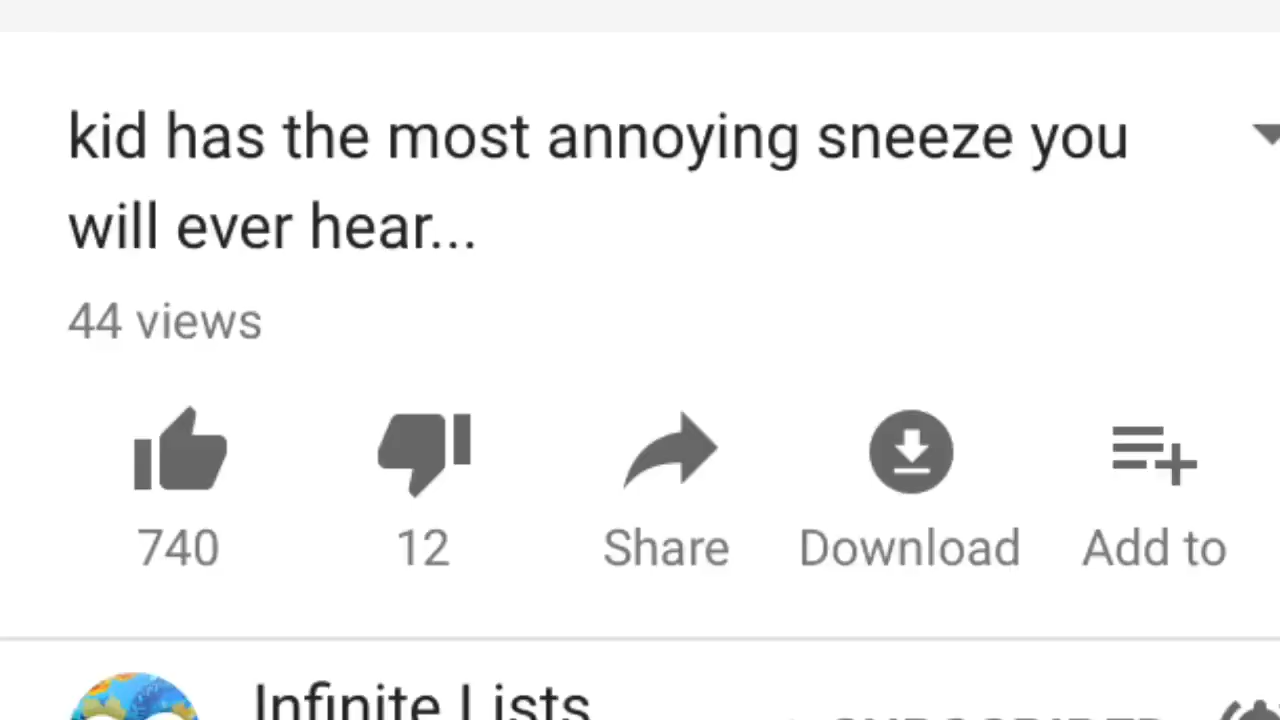 kid has the most annoying sneeze you
will ever hear...
44 views
740 12 Share Download Add to
Infinite Lists